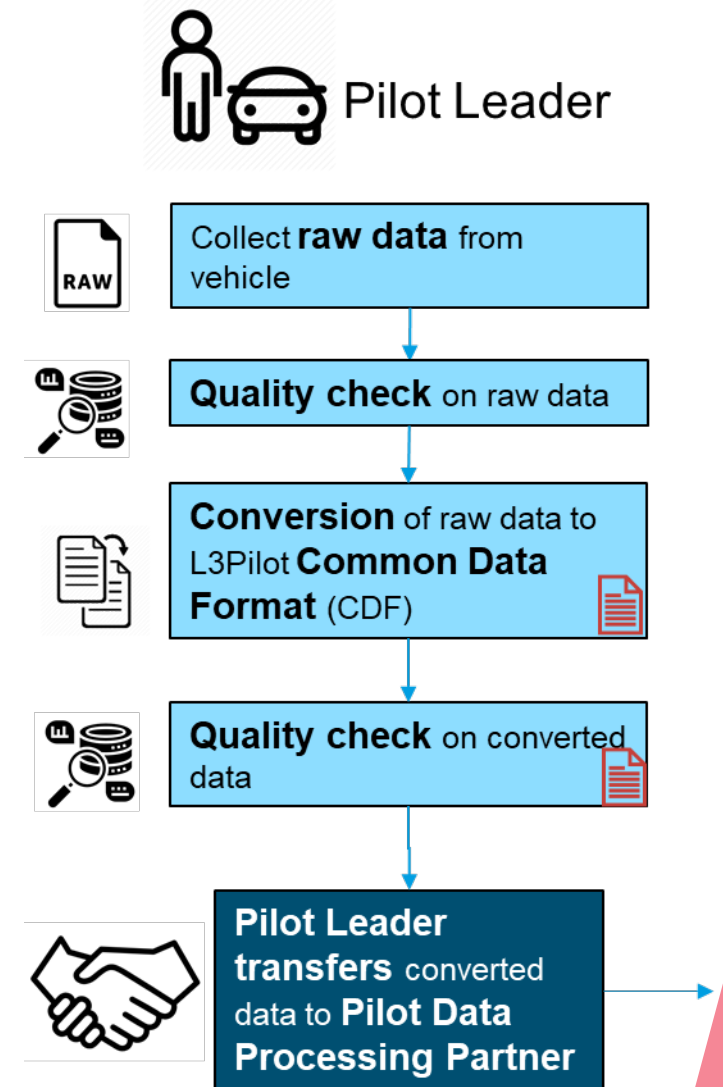 Pilot Leader
RAW
Collect raw data from
vehicle
Quality check on raw data
Conversion of raw data to
L3Pilot Common Data
Format (CDF)
Quality check on converted
data
Pilot Leader
transfers converted
data to Pilot Data
Processing Partner